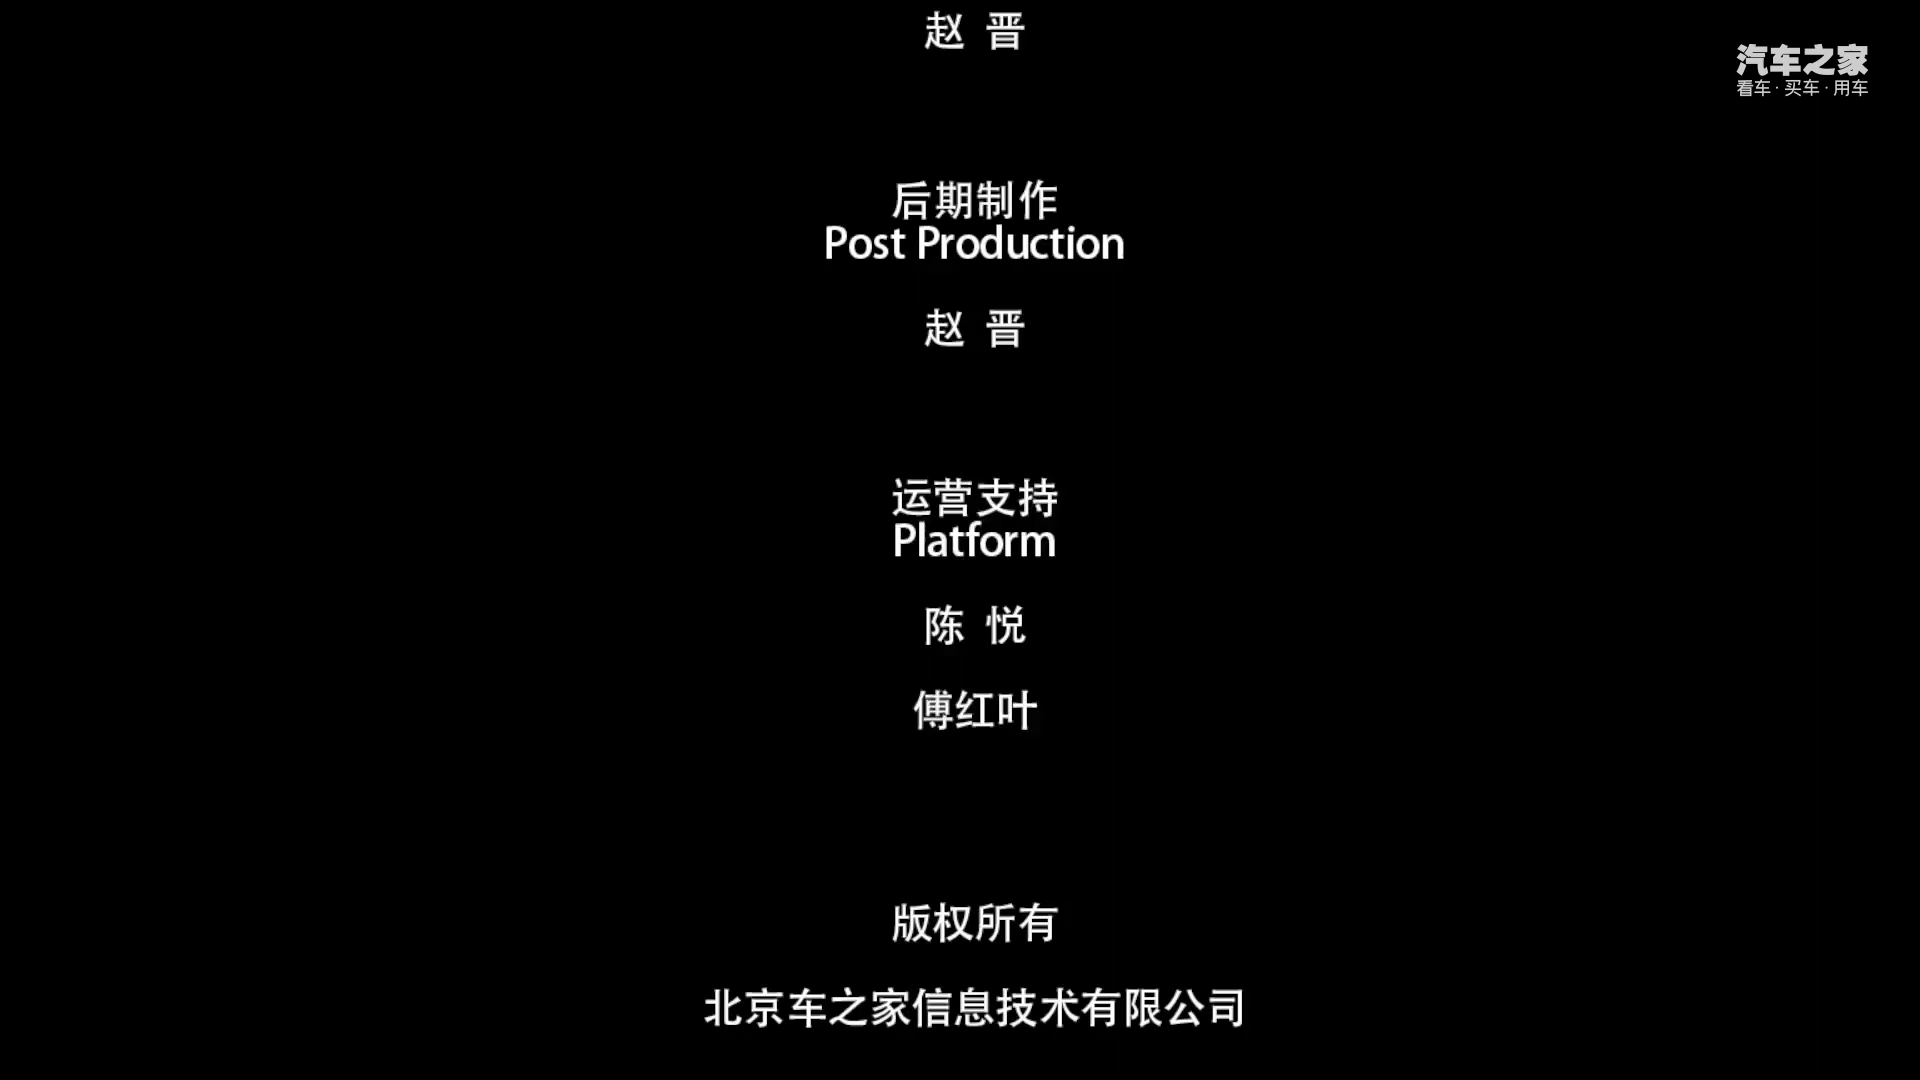 赵 晋
汽车之家
看车·买车·用车
后期制作
Post Production
赵 晋
运营支持
Platform
陈 悦
傅红叶
版权所有
北京车之家信息技术有限公司